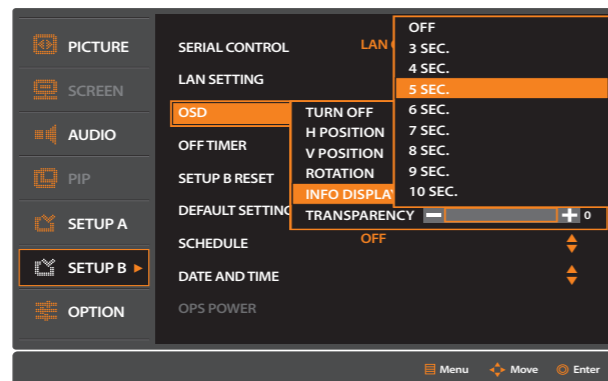 PICTURE
SCREEN
AUDIO
PIP
SETUP A
SETUP B
OPTION
SERIAL CONTROL LAN
LAN SETTING
OSD
OFF TIMER
SETUP B RESET
DEFAULT SETTING
SCHEDULE OFF
DATE AND TIME
OPS POWER
TURN OFF
H POSITION
V POSITION
ROTATION
INFO DISPLAY
TRANSPARENCY 0
OFF
3 SEC.
4 SEC.
5 SEC.
6 SEC.
7 SEC.
8 SEC.
9 SEC.
10 SEC.
Menu Move Enter